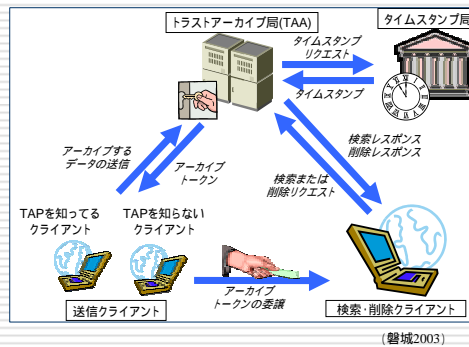 トラストアーカイブ局(TAA)
タイムスタンプ局
タイムスタンプ
リクエスト
タイムスタンプ
アーカイブする
データの送信
アーカイブ
トークン
検索レスポンス
削除レスポンス
検索または
削除リクエスト
TAPを知ってる
クライアント
TAPを知らない
クライアント
アーカイブ
トークンの委譲
送信クライアント
検索・削除クライアント
(磐城2003)